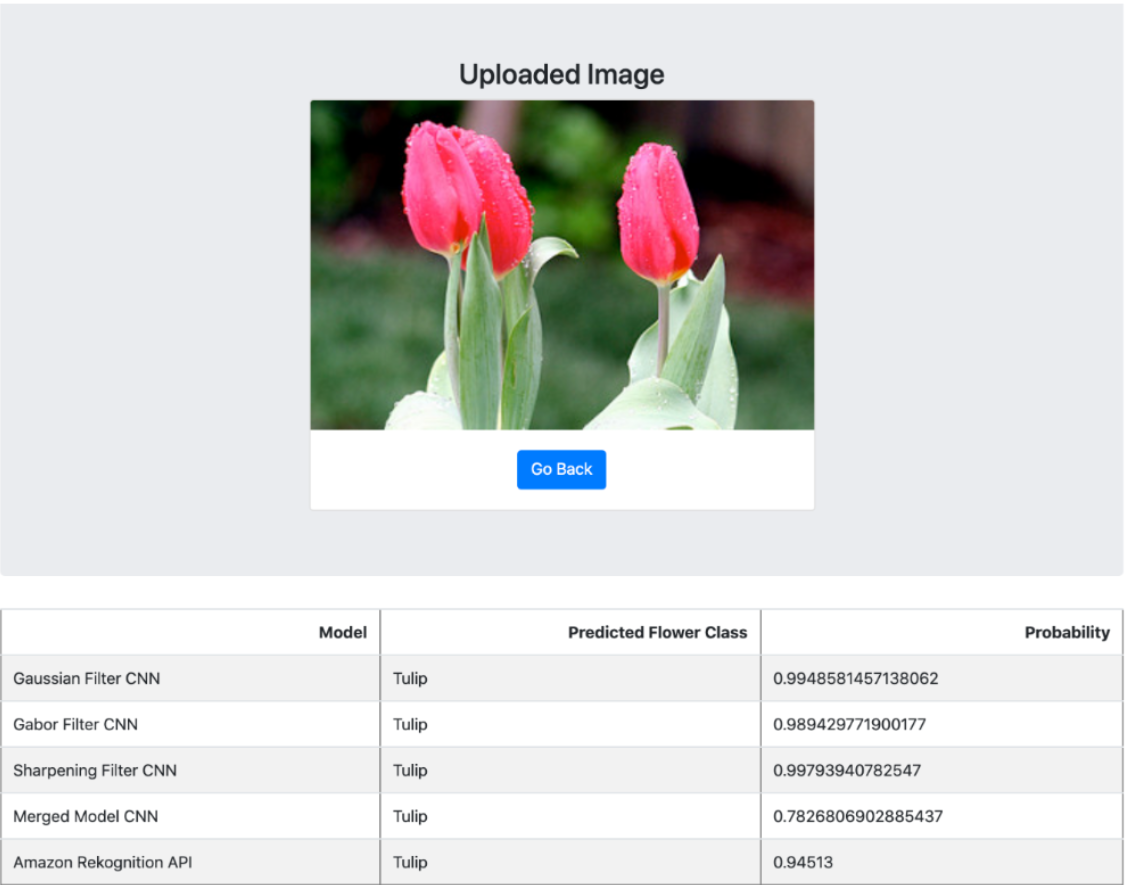 Uploaded Image
Go Back
Model Predicted Flower Class Probability
Gaussian Filter CNN Tulip 0.9948581457138062
Gabor Filter CNN Tulip 0.989429771900177
Sharpening Filter CNN Tulip 0.99793940782547
Merged Model CNN Tulip 0.7826806902885437
Amazon Rekognition API Tulip 0.94513